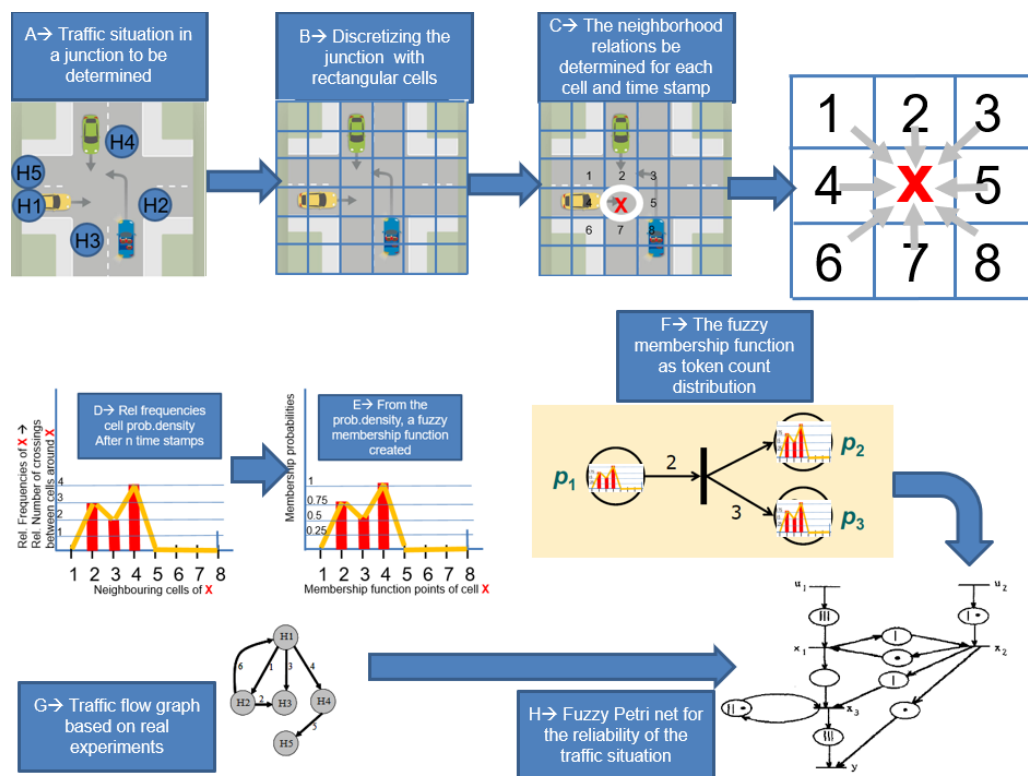 A→ Traffic situation in
a junction to be
determined
B→ Discretizing the
junction with
rectangular cells
C→ The neighborhood
relations be
determined for each
cell and time stamp
H4
H5
H1
H2
H3
1 2 3
X 5
6 7 8
1 2 3
4 X 5
6 7 8
F→ The fuzzy
membership function
as token count
distribution
D→ Rel frequencies
cell prob.density
After n time stamps
Rel. Frequencies of X →
Rel. Number of crossings
between cells around X
4
3
2
1
1 2 3 4 5 6 7 8
Neighbouring cells of X
E→ From the
prob.density, a fuzzy
membership function
created
Membership probabilities
1
0.75
0.5
0.25
1 2 3 4 5 6 7 8
Membership function points of cell X
p1
2
p2
3
p3
G→ Traffic flow graph
based on real
experiments
H1
6 1 3 4
H2 2 H3 H4
5
H5
H→ Fuzzy Petri net for
the reliability of the
traffic situation
u1 u2
x1 x2
x3
y